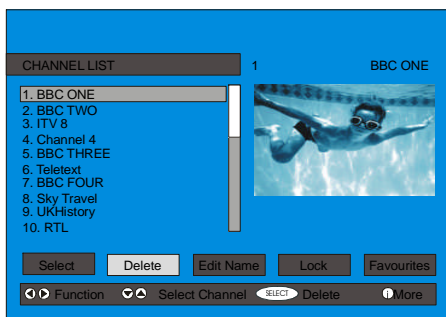 CHANNEL LIST 1 BBC ONE
1. BBC ONE
2. BBC TWO
3. ITV 8
4. Channel 4
5. BBC THREE
6. Teletext
7. BBC FOUR
8. Sky Travel
9. UKHistory
10. RTL
Select Delete Edit Name Lock Favourites
Function Select Channel SELECT Delete i More